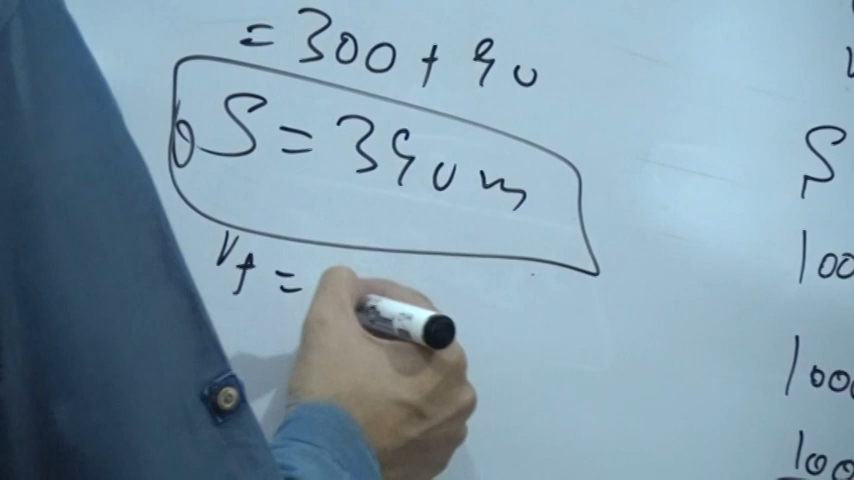 = 300 + 90
S = 390 m
Vf =
S
100
100
100